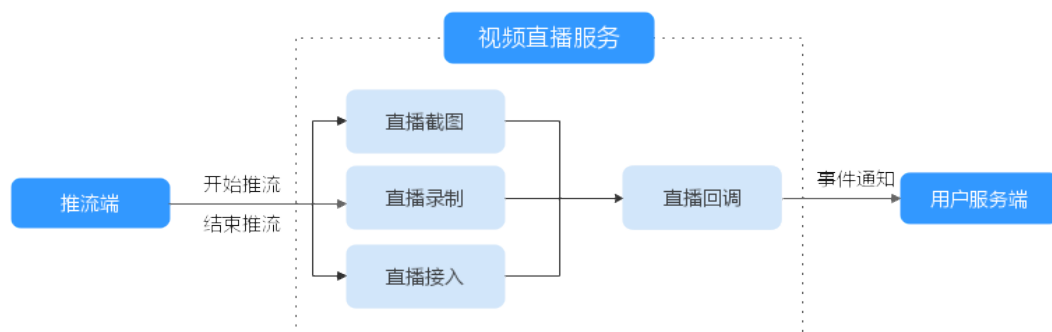 视频直播服务
直播截图
开始推流
推流端
直播录制
直播回调
事件通知
用户服务端
结束推流
直播接入